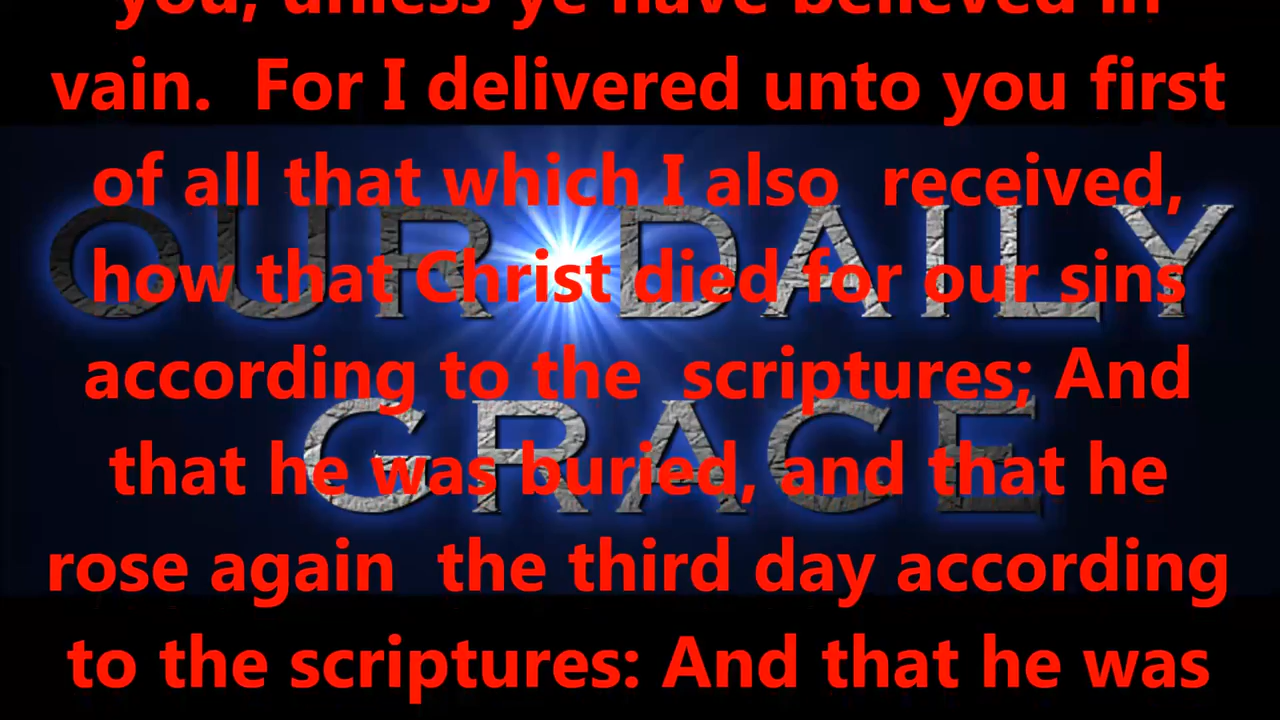 you, unless ye have believed in
vain. For I delivered unto you first
of all that which I also received,
OUR DAILY
how that Christ died for our sins
according to the scriptures; And
GRACE
that he was buried, and that he
rose again the third day according
to the scriptures: And that he was